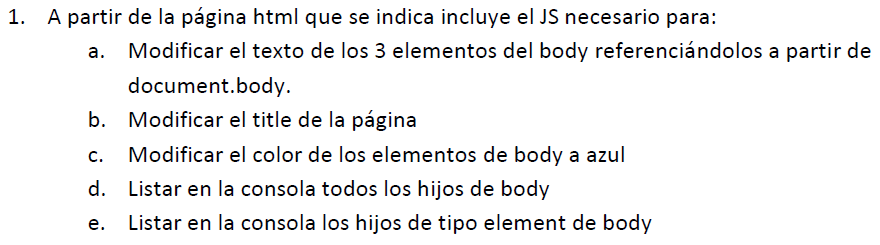 1. A partir de la página html que se indica incluye el JS necesario para:
a. Modificar el texto de los 3 elementos del body referenciándolos a partir de
document.body.
b. Modificar el title de la página
c. Modificar el color de los elementos de body a azul
d. Listar en la consola todos los hijos de body
e. Listar en la consola los hijos de tipo element de body